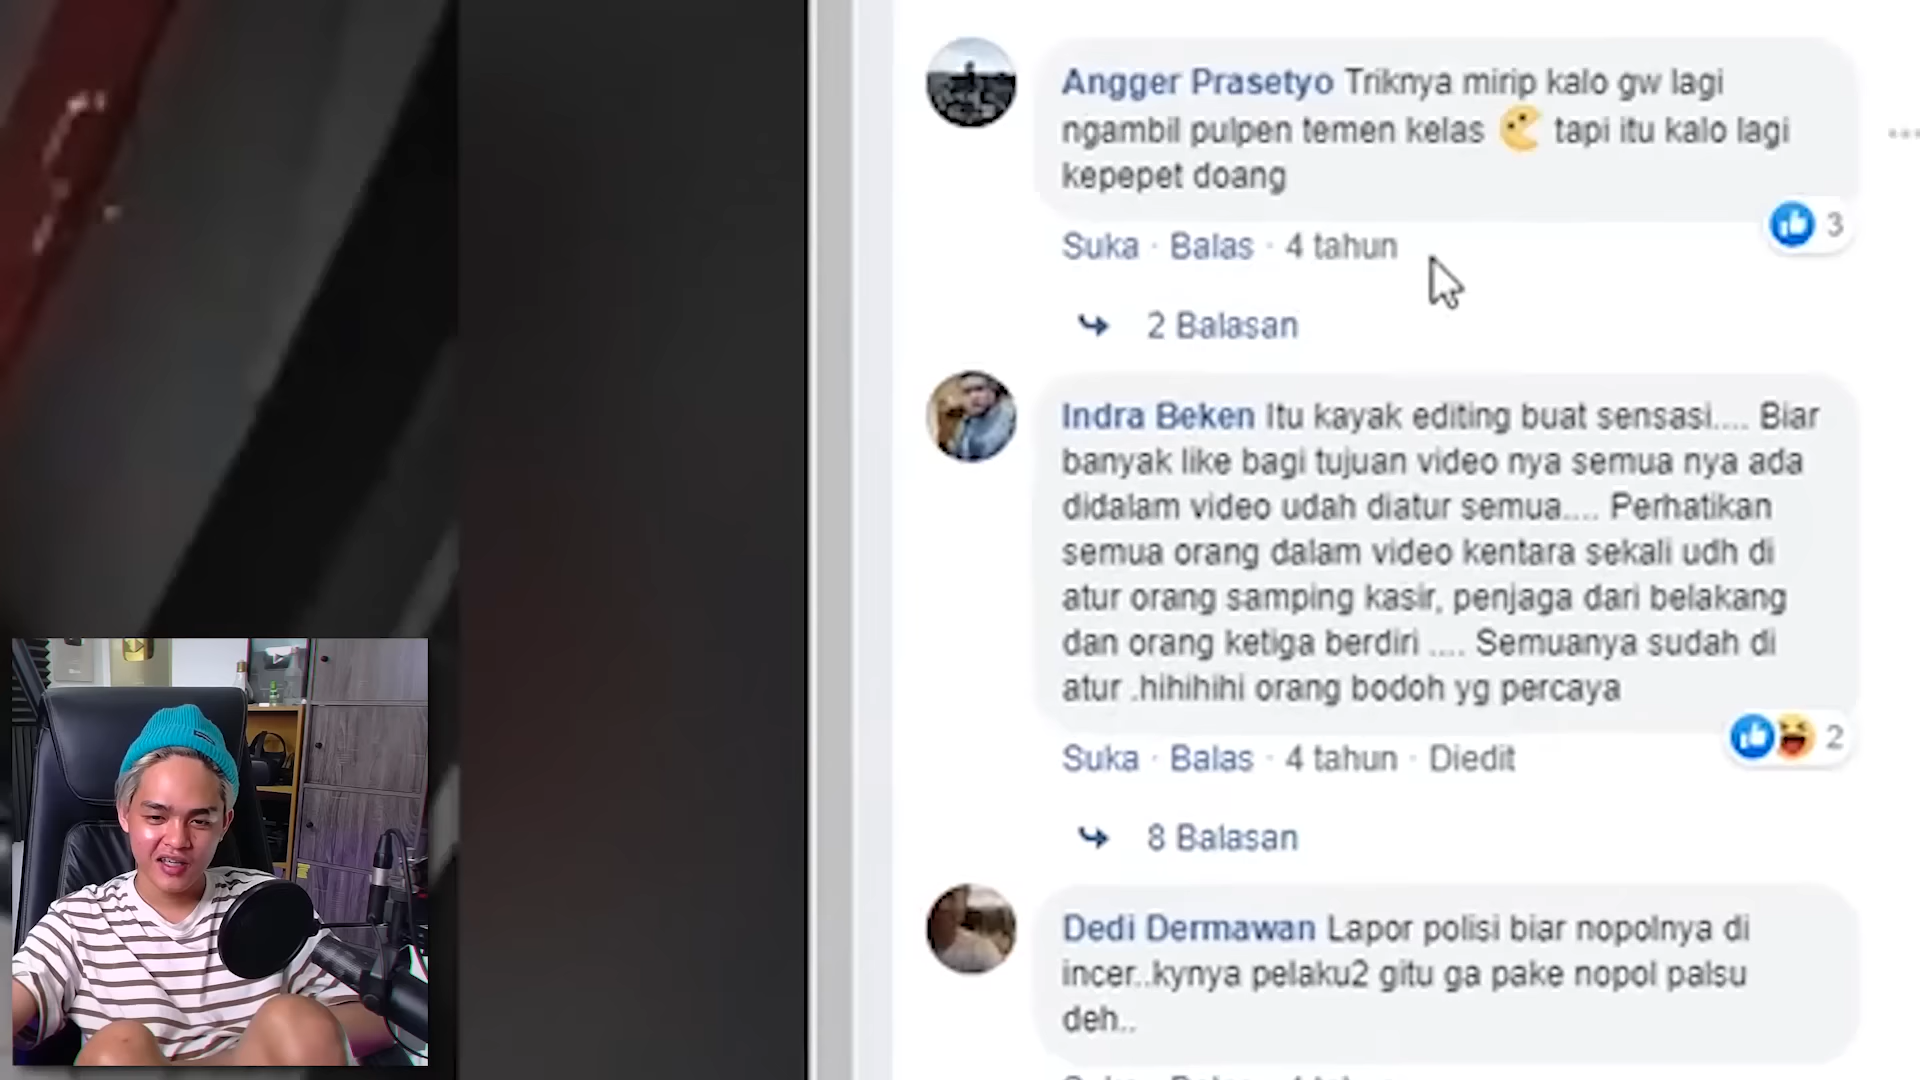 Angger Prasetyo Triknya mirip kalo gw lagi
ngambil pulpen temen kelas tapi itu kalo lagi
kepepet doang
3
Suka · Balas · 4 tahun
2 Balasan
Indra Beken Itu kayak editing buat sensasi.... Biar
banyak like bagi tujuan video nya semua nya ada
didalam video udah diatur semua.... Perhatikan
semua orang dalam video kentara sekali udh di
atur orang samping kasir, penjaga dari belakang
dan orang ketiga berdiri .... Semuanya sudah di
atur .hihihihi orang bodoh yg percaya
2
Suka · Balas · 4 tahun · Diedit
8 Balasan
Dedi Dermawan Lapor polisi biar nopolnya di
incer..kynya pelaku2 gitu ga pake nopol palsu
deh..